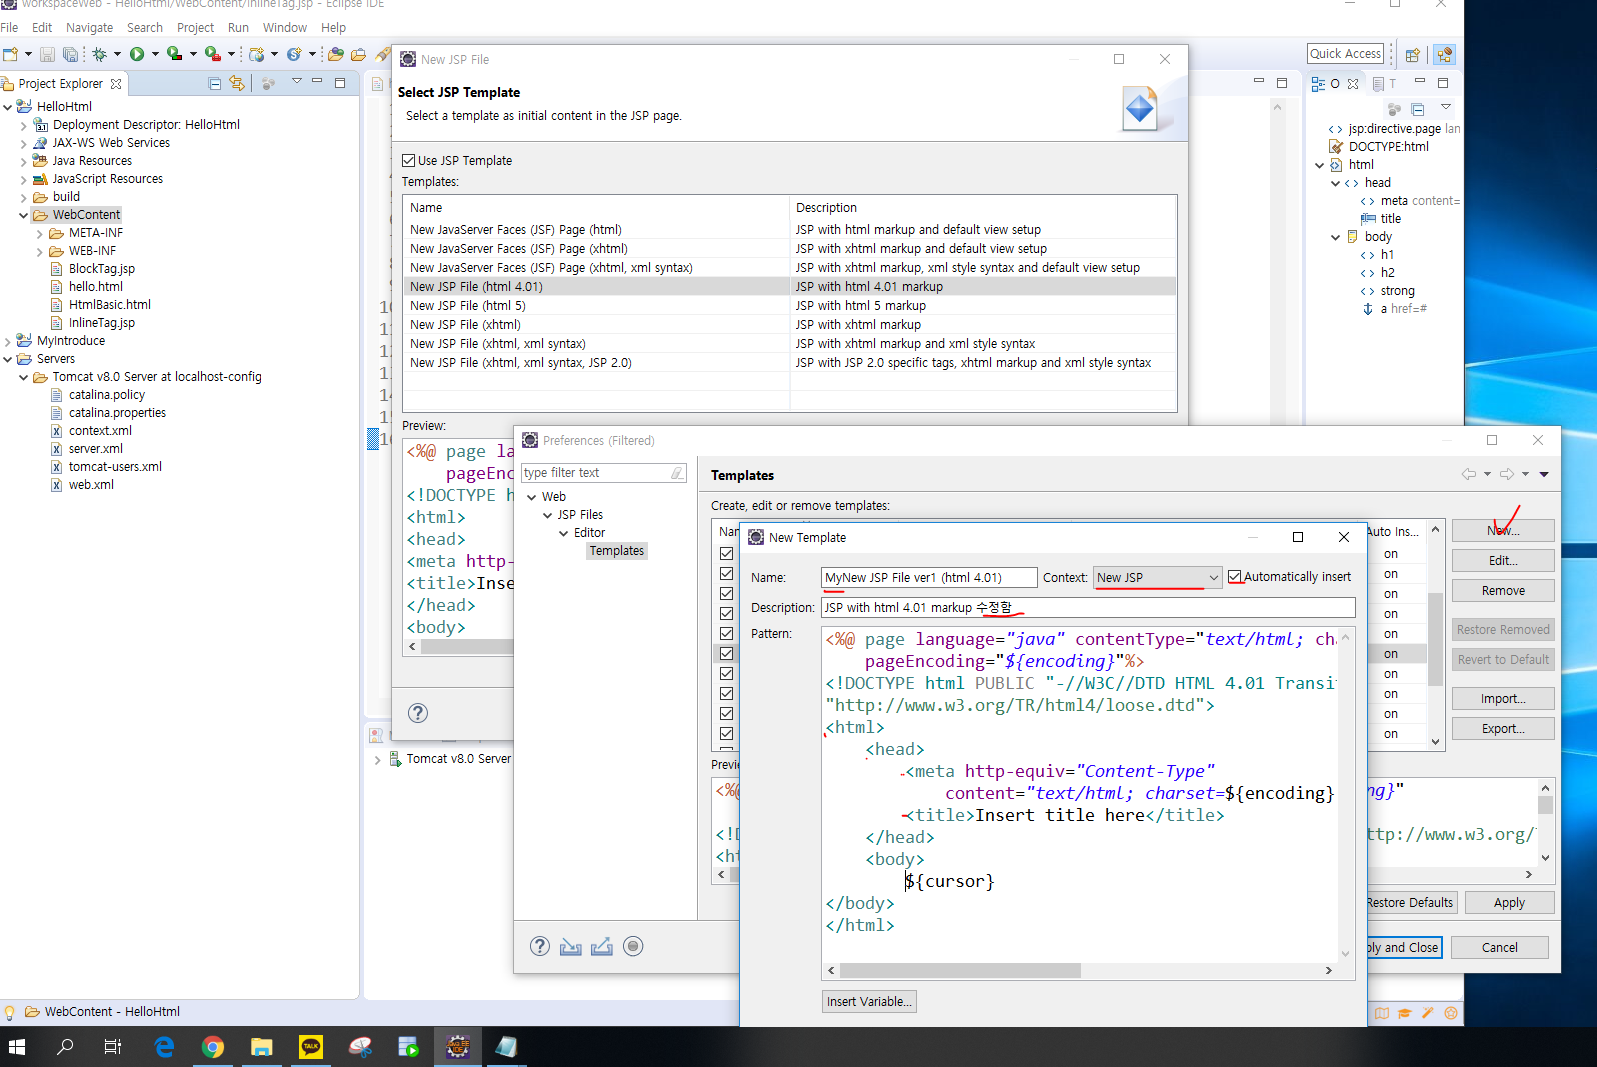 workspaceWeb - HelloHtml/WebContent/InlineTag.jsp - Eclipse IDE
File Edit Navigate Search Project Run Window Help
Quick Access
Project Explorer
HelloHtml
Deployment Descriptor: HelloHtml
JAX-WS Web Services
Java Resources
JavaScript Resources
build
WebContent
META-INF
WEB-INF
BlockTag.jsp
hello.html
HtmlBasic.html
InlineTag.jsp
MyIntroduce
Servers
Tomcat v8.0 Server at localhost-config
catalina.policy
catalina.properties
context.xml
server.xml
tomcat-users.xml
web.xml
New JSP File
Select JSP Template
Select a template as initial content in the JSP page.
Use JSP Template
Templates:
Name Description
New JavaServer Faces (JSF) Page (html) JSP with html markup and default view setup
New JavaServer Faces (JSF) Page (xhtml) JSP with xhtml markup and default view setup
New JavaServer Faces (JSF) Page (xhtml, xml syntax) JSP with xhtml markup, xml style syntax and default view setup
New JSP File (html 4.01) JSP with html 4.01 markup
New JSP File (html 5) JSP with html 5 markup
New JSP File (xhtml) JSP with xhtml markup
New JSP File (xhtml, xml syntax) JSP with xhtml markup and xml style syntax
New JSP File (xhtml, xml syntax, JSP 2.0) JSP with JSP 2.0 specific tags, xhtml markup and xml style syntax
Preview:
<%@ page la
pageEnc
<!DOCTYPE h
<html>
<head>
<meta http-
<title>Inse
</head>
<body>
O
T
jsp:directive.page lan
DOCTYPE:html
html
head
meta content=
title
body
h1
h2
strong
a href=#
Tomcat v8.0 Server
Preferences (Filtered)
type filter text
Web
JSP Files
Editor
Templates
Templates
Create, edit or remove templates:
Nan
Auto Ins...
on
on
on
on
on
on
on
on
on
on
New...
Edit...
Remove
Restore Removed
Revert to Default
Import...
Export...
Previe
<%@
<!D
<ht
ng}"
ttp://www.w3.org/
Restore Defaults Apply
ply and Close Cancel
New Template
Name: MyNew JSP File ver1 (html 4.01) Context: New JSP Automatically insert
Description: JSP with html 4.01 markup 수정함
Pattern:
<%@ page language="java" contentType="text/html; cha
pageEncoding="${encoding}"%>
<!DOCTYPE html PUBLIC "-//W3C//DTD HTML 4.01 Transit
"http://www.w3.org/TR/html4/loose.dtd">
<html>
<head>
<meta http-equiv="Content-Type"
content="text/html; charset=${encoding}
<title>Insert title here</title>
</head>
<body>
${cursor}
</body>
</html>
Insert Variable...
WebContent - HelloHtml
TALK
Java EE
IDE